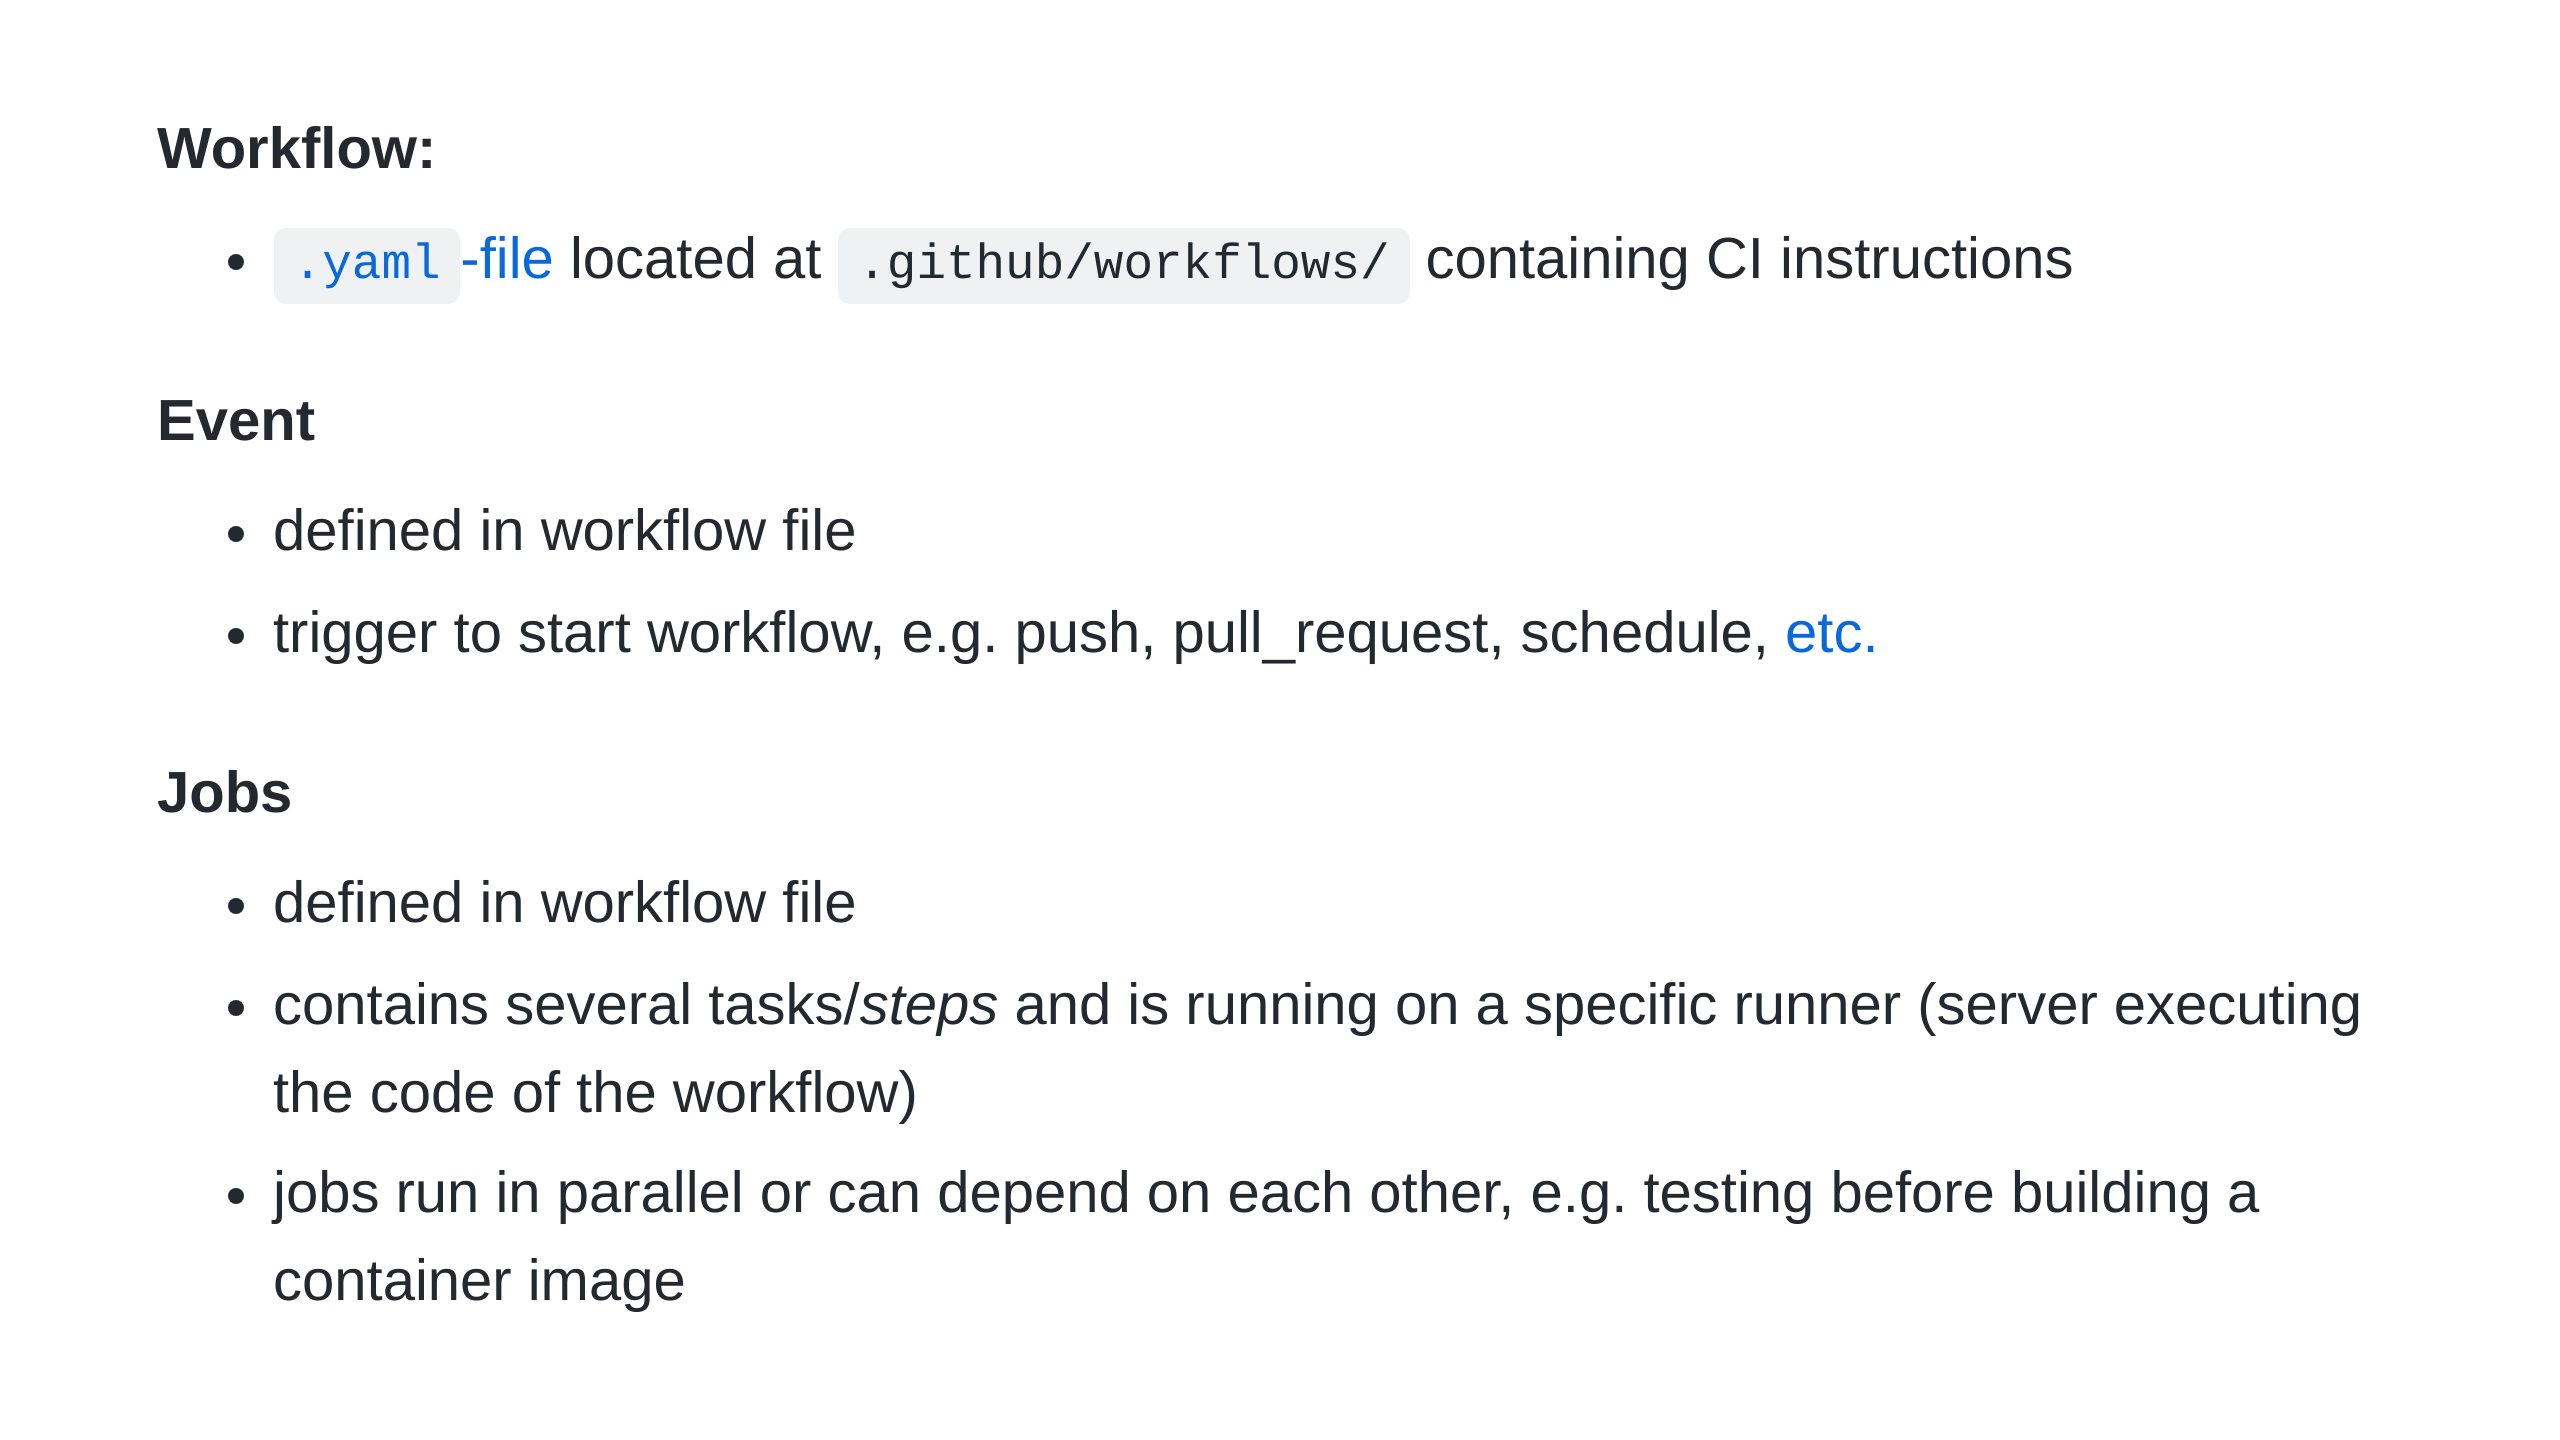 Workflow:
.yaml-file located at .github/workflows/ containing CI instructions
Event
defined in workflow file
trigger to start workflow, e.g. push, pull_request, schedule, etc.
Jobs
defined in workflow file
contains several tasks/steps and is running on a specific runner (server executing
the code of the workflow)
jobs run in parallel or can depend on each other, e.g. testing before building a
container image